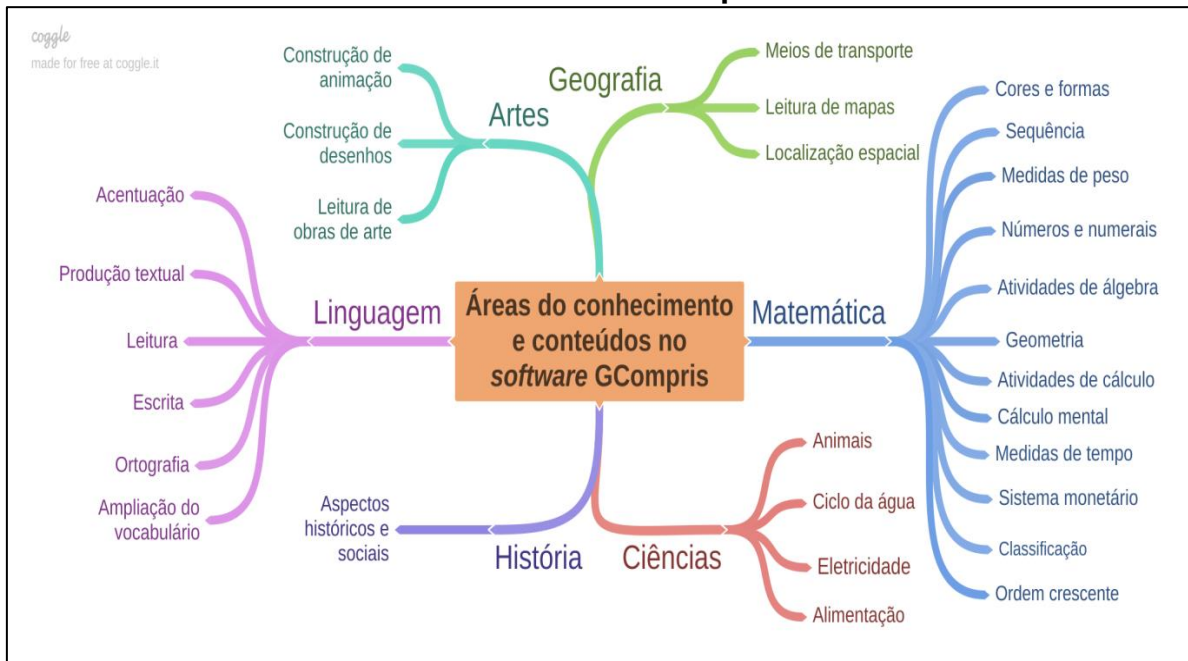 coggle
made for free at coggle.it
Construção de
animação
Construção de
desenhos
Leitura de
obras de arte
Artes
Geografia
Meios de transporte
Leitura de mapas
Localização espacial
Acentuação
Produção textual
Leitura
Escrita
Ortografia
Ampliação do
vocabulário
Linguagem
Áreas do conhecimento
e conteúdos no
software GCompris
Matemática
Cores e formas
Sequência
Medidas de peso
Números e numerais
Atividades de álgebra
Geometria
Atividades de cálculo
Cálculo mental
Medidas de tempo
Sistema monetário
Classificação
Ordem crescente
Aspectos
históricos e
sociais
História
Ciências
Animais
Ciclo da água
Eletricidade
Alimentação